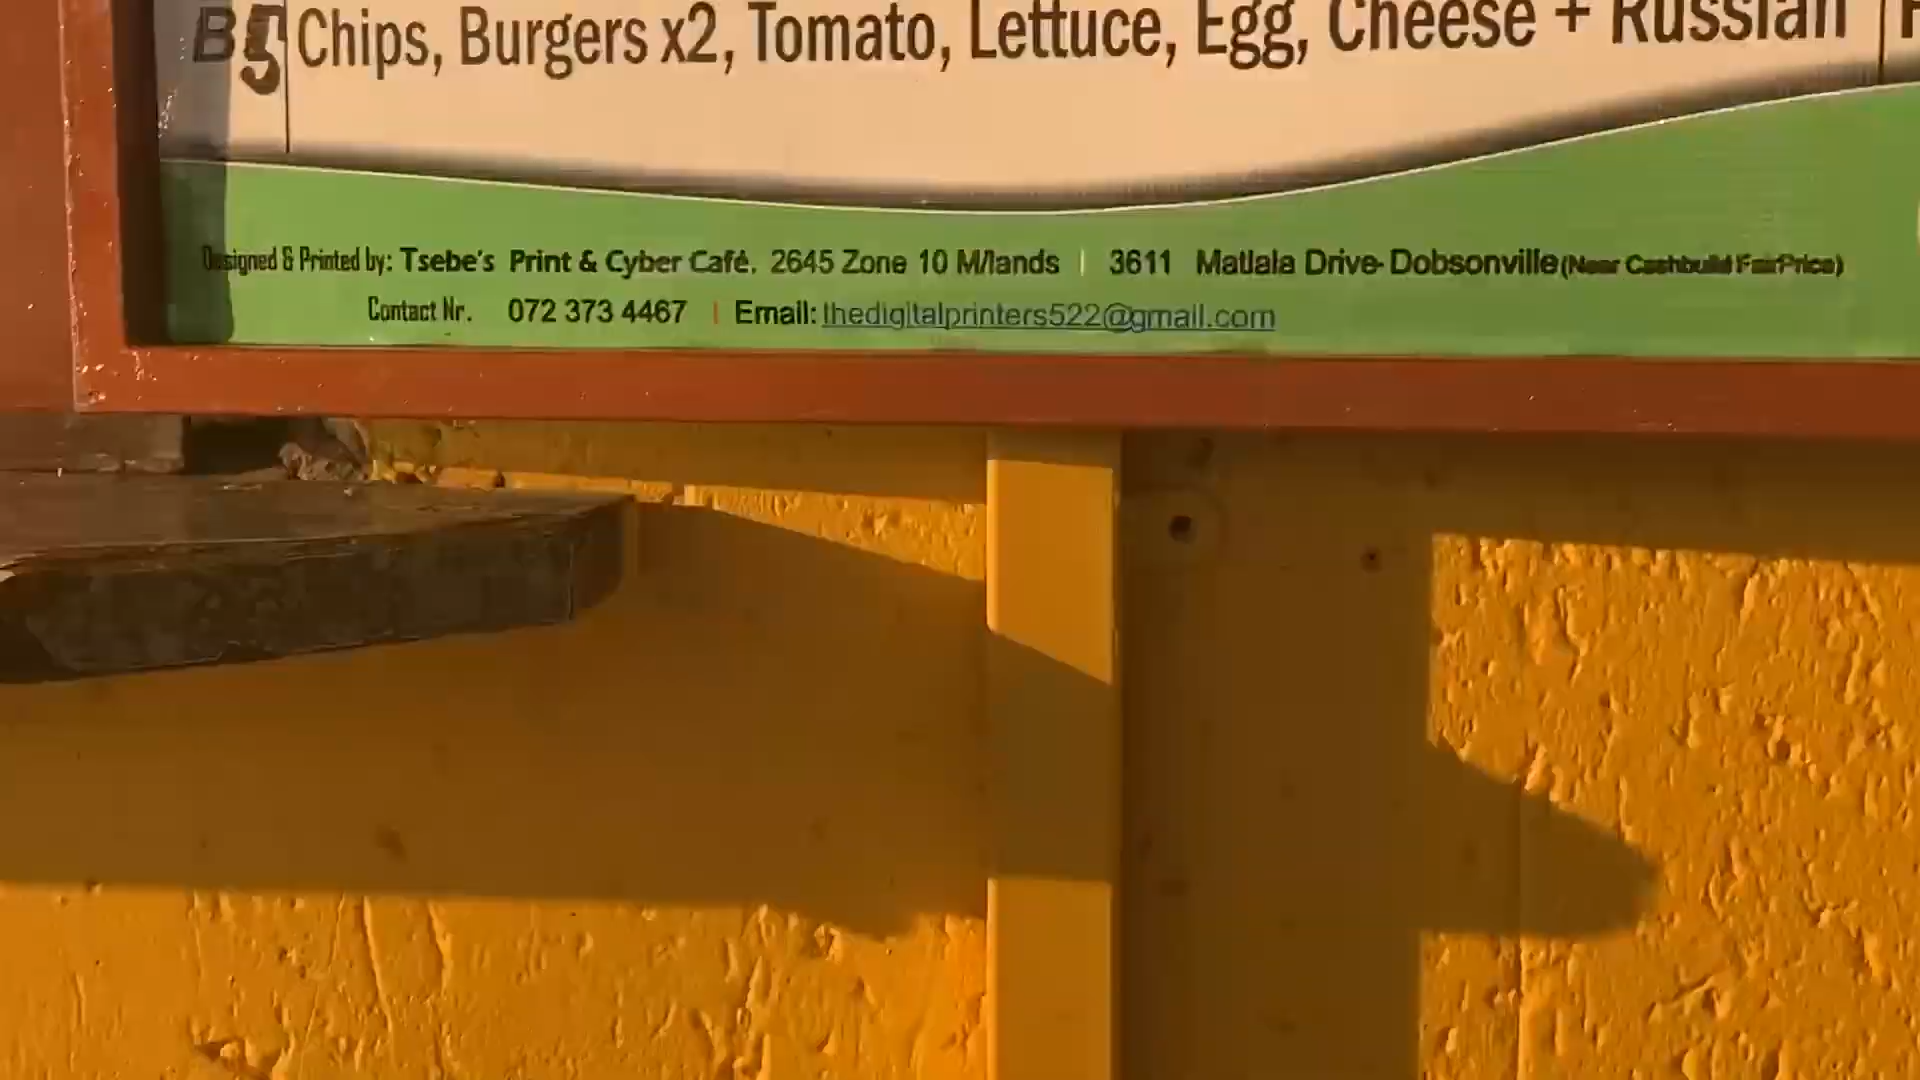 B5 Chips, Burgers x2, Tomato, Lettuce, Egg, Cheese + Russian
Designed & Printed by: Tsebe's Print & Cyber Café. 2645 Zone 10 M/lands | 3611 Matlala Drive- Dobsonville (Near Cashbuild FairPrice)
Contact Nr. 072 373 4467 | Email: thedigitalprinters522@gmail.com